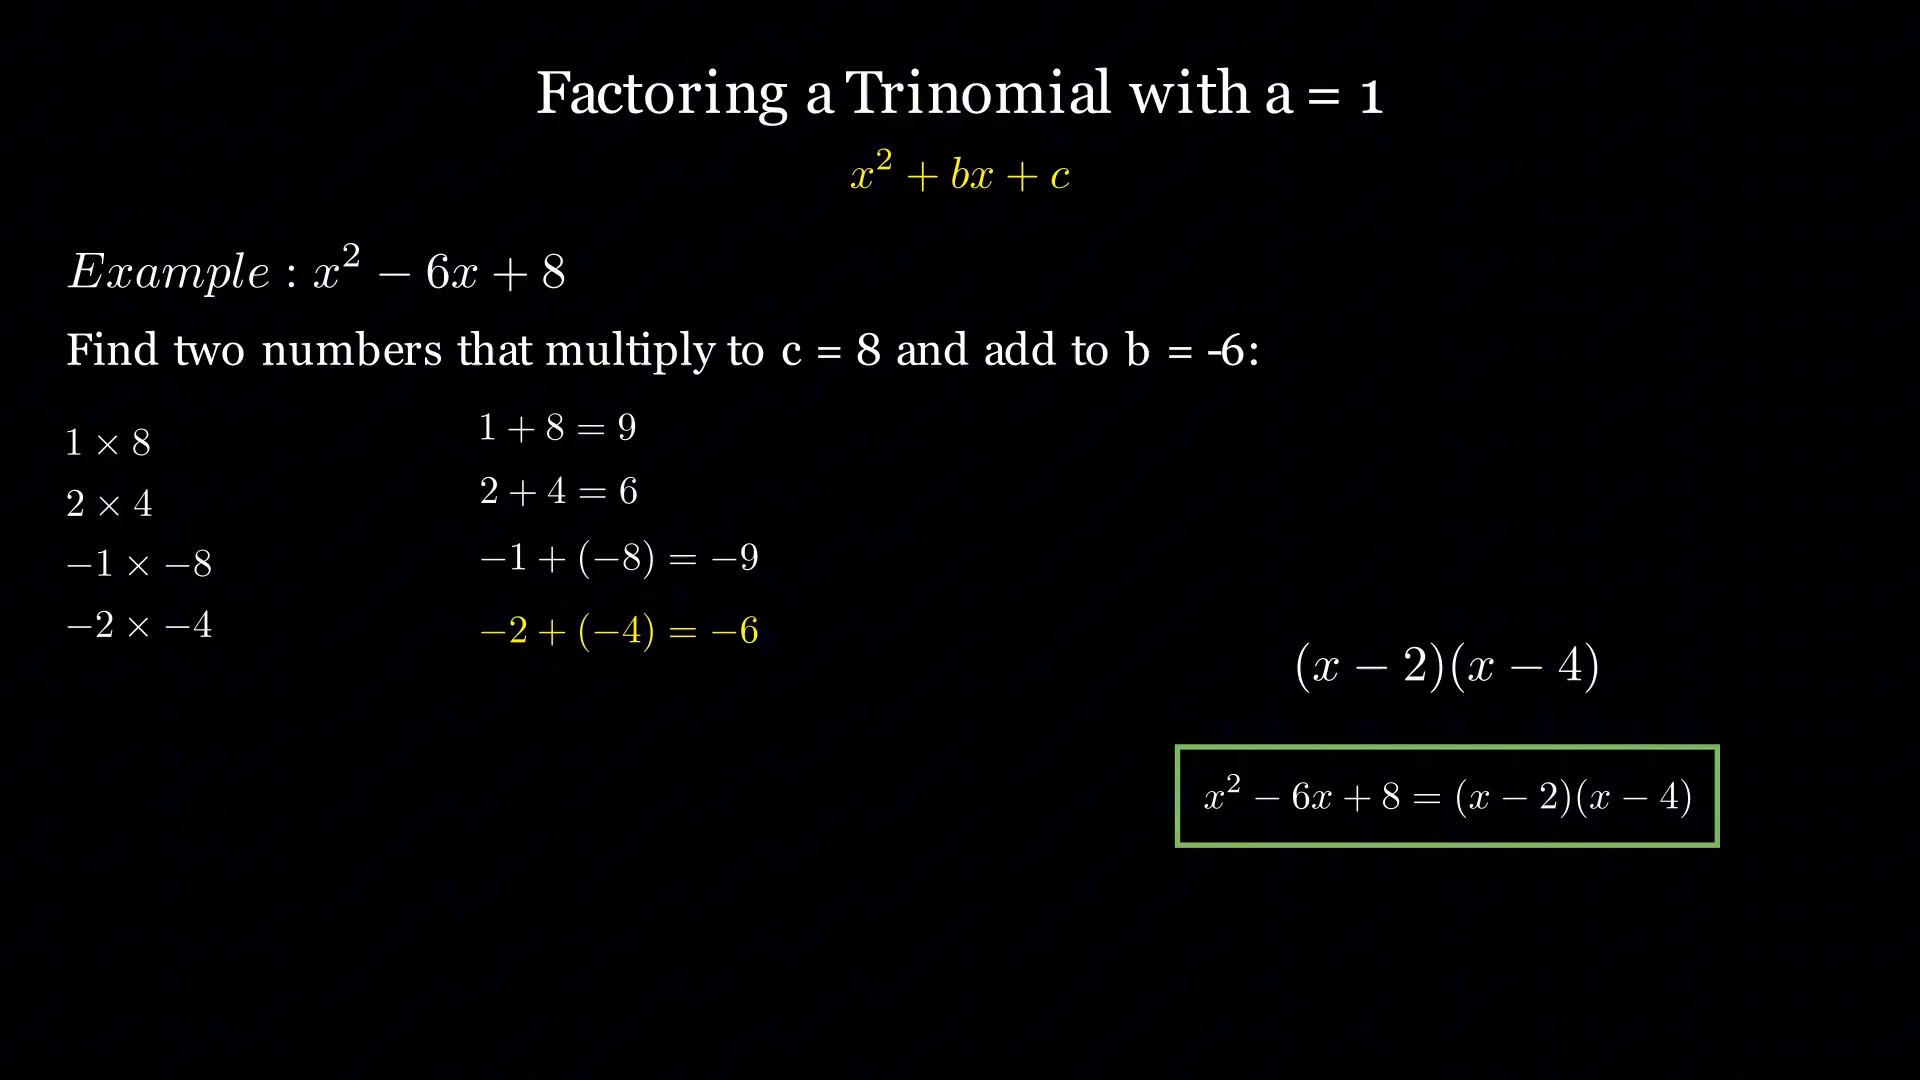 Factoring a Trinomial with a = 1
x² + bx + c
Example : x² − 6x + 8
Find two numbers that multiply to c = 8 and add to b = -6:
1 × 8
1 + 8 = 9
2 × 4
2 + 4 = 6
−1 × −8
−1 + (−8) = −9
−2 × −4
−2 + (−4) = −6
(x − 2)(x − 4)
x² − 6x + 8 = (x − 2)(x − 4)